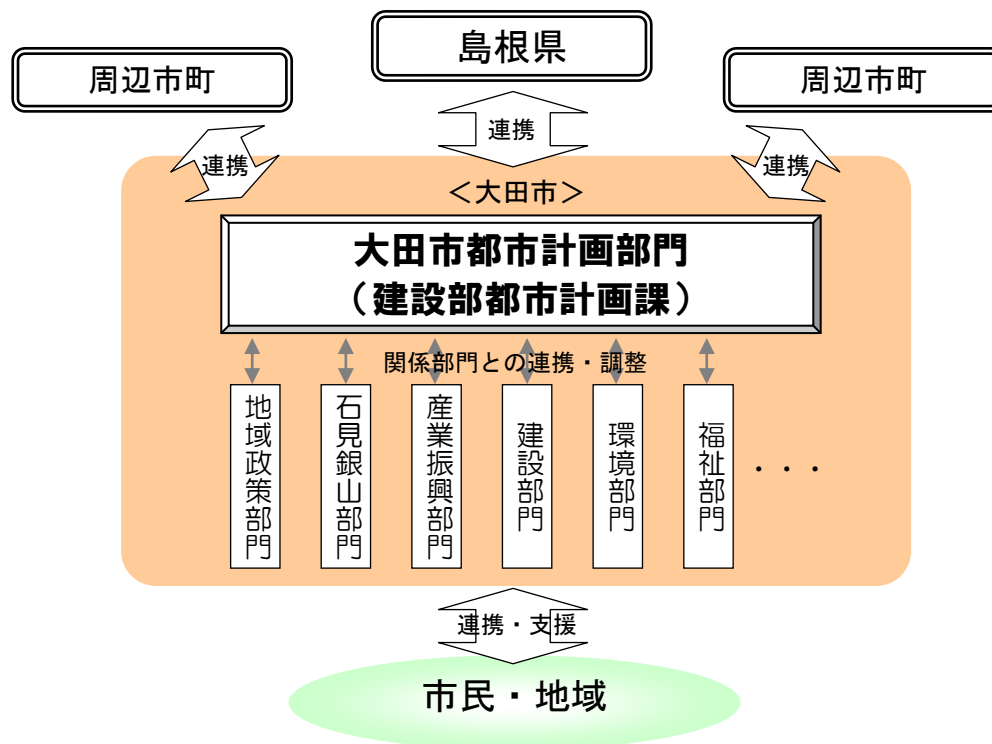 島根県
周辺市町
周辺市町
連携
連携
連携
＜大田市＞
大田市都市計画部門
（建設部都市計画課）
関係部門との連携・調整
地域政策部門
石見銀山部門
産業振興部門
建設部門
環境部門
福祉部門
・・・
連携・支援
市民・地域